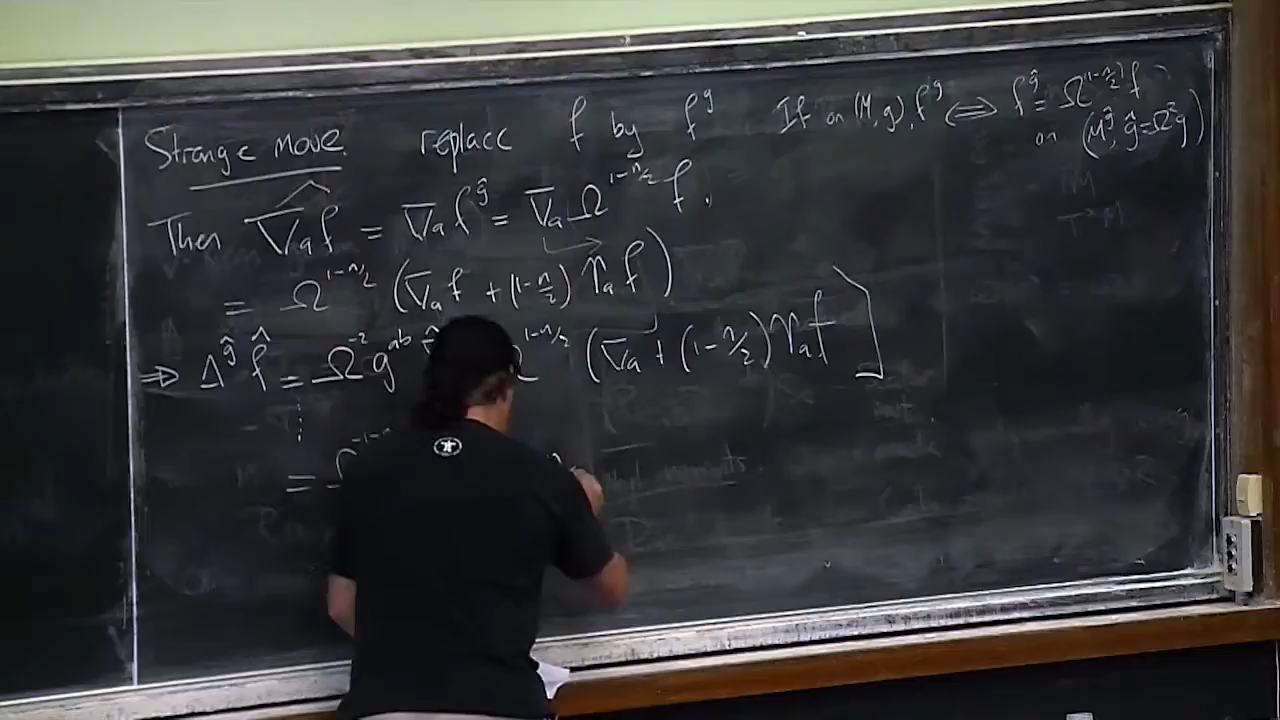 Strange move. replace f by f^g If on (M, g), f^g ⟺ f^ĝ = Ω^{1-n/2} f
on (M^ĝ, ĝ = Ω²g)
Then \widehat{∇_a f} = ∇_a f^ĝ = ∇_a Ω^{1-n/2} f.
= Ω^{1-n/2} (∇_a f + (1-n/2) Υ_a f)
⟹ Δ^ĝ f̂ = Ω^{-2} g^{ab} Ω^{1-n/2} (∇_a + (1-n/2) Υ_a f ]
⋮
=